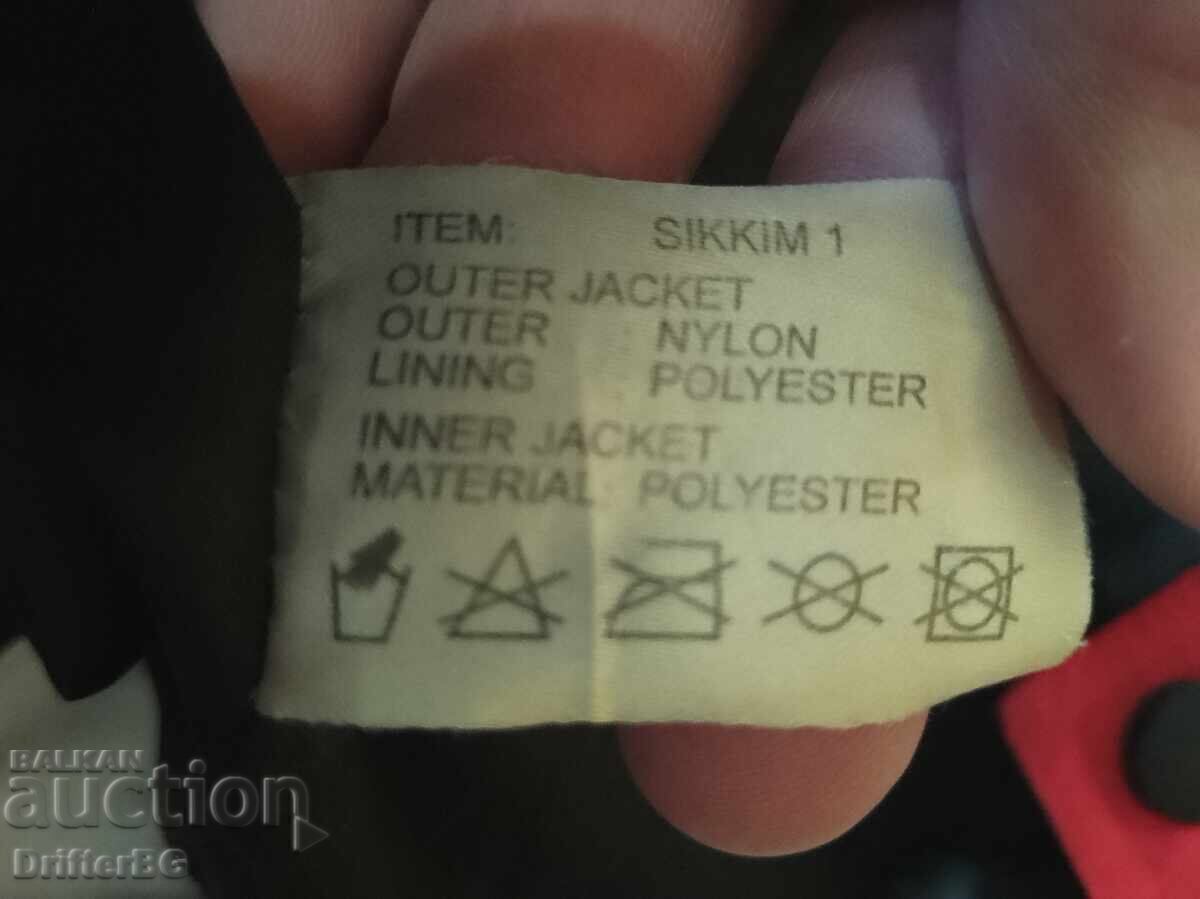 ITEM: SIKKIM 1
OUTER JACKET
OUTER NYLON
LINING POLYESTER
INNER JACKET
MATERIAL: POLYESTER
BALKAN
auction
DrifterBG